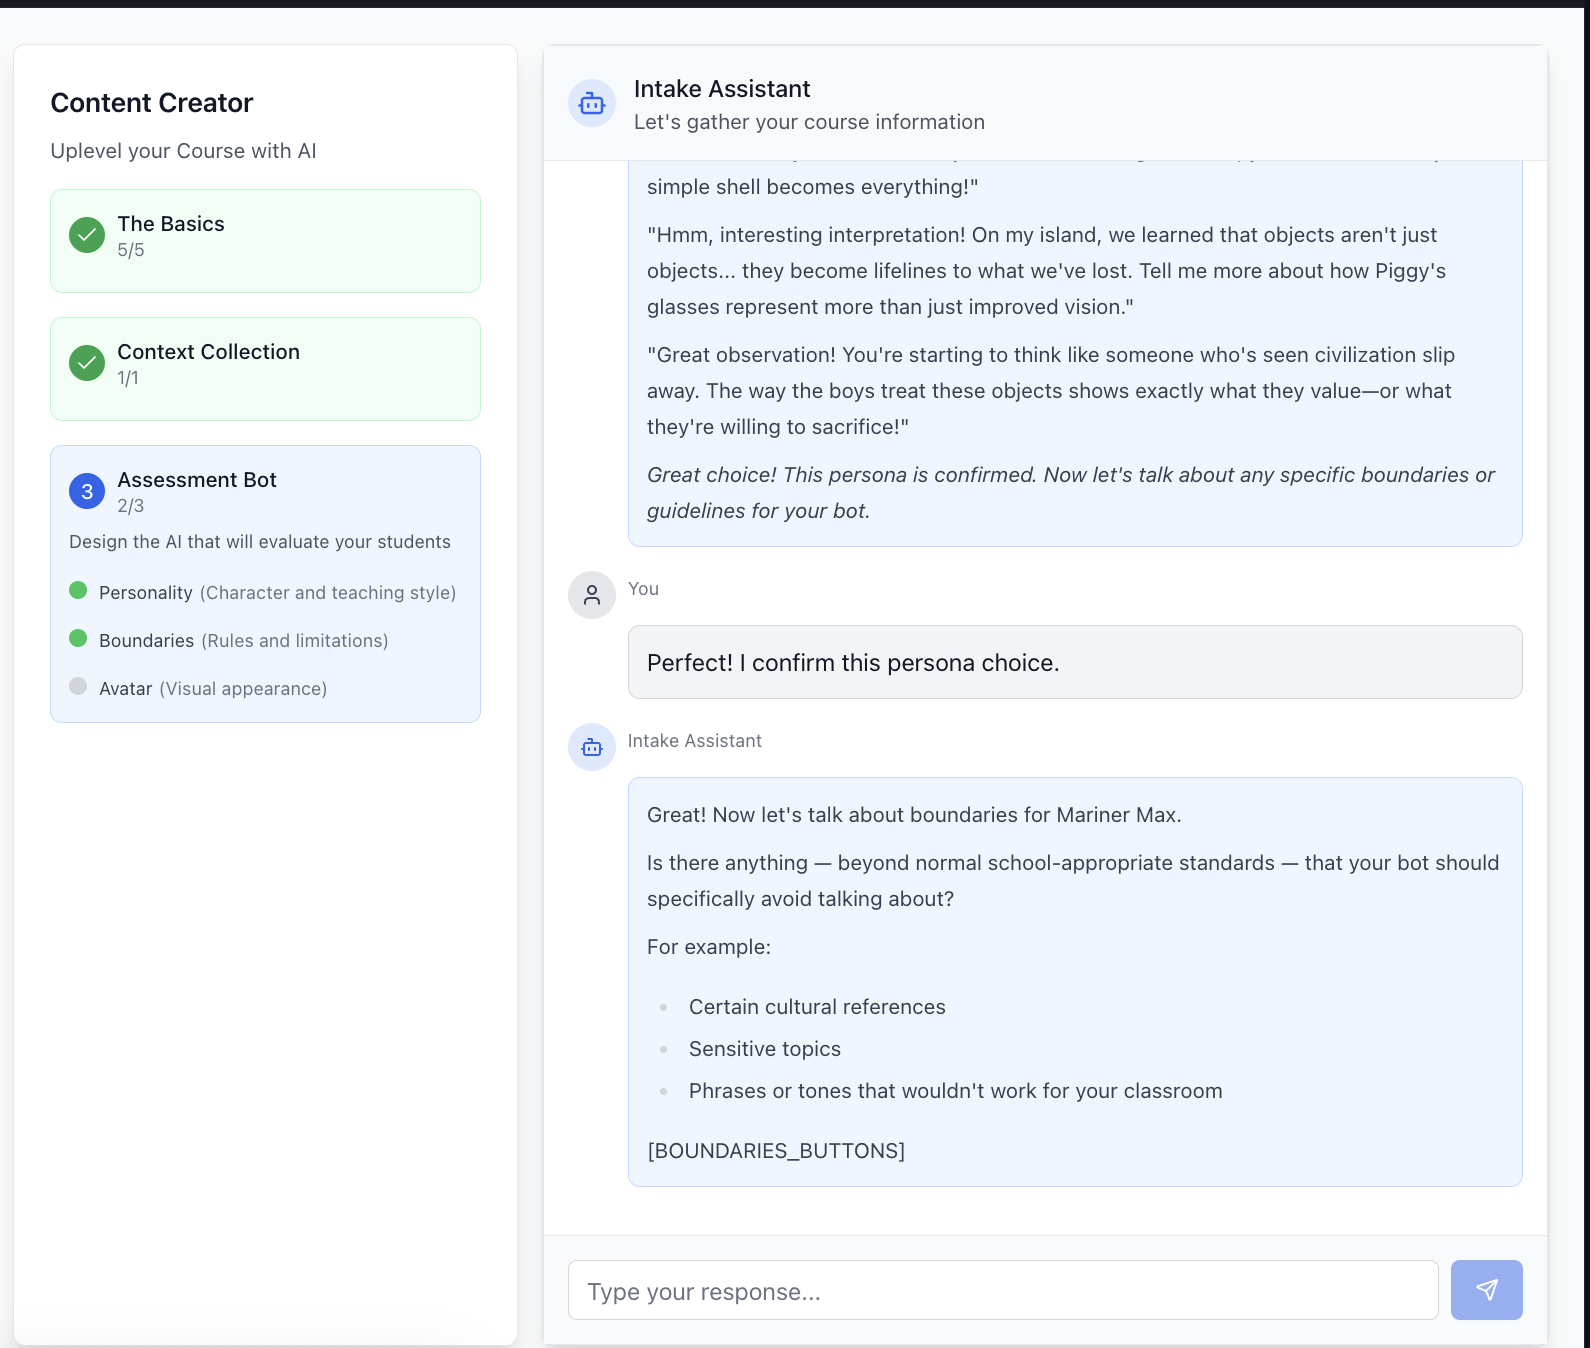 Content Creator
Uplevel your Course with AI
The Basics
5/5
Context Collection
1/1
3
Assessment Bot
2/3
Design the AI that will evaluate your students
Personality (Character and teaching style)
Boundaries (Rules and limitations)
Avatar (Visual appearance)
Intake Assistant
Let's gather your course information
simple shell becomes everything!"
"Hmm, interesting interpretation! On my island, we learned that objects aren't just
objects... they become lifelines to what we've lost. Tell me more about how Piggy's
glasses represent more than just improved vision."
"Great observation! You're starting to think like someone who's seen civilization slip
away. The way the boys treat these objects shows exactly what they value—or what
they're willing to sacrifice!"
Great choice! This persona is confirmed. Now let's talk about any specific boundaries or
guidelines for your bot.
You
Perfect! I confirm this persona choice.
Intake Assistant
Great! Now let's talk about boundaries for Mariner Max.
Is there anything — beyond normal school-appropriate standards — that your bot should
specifically avoid talking about?
For example:
• Certain cultural references
• Sensitive topics
• Phrases or tones that wouldn't work for your classroom
[BOUNDARIES_BUTTONS]
Type your response...